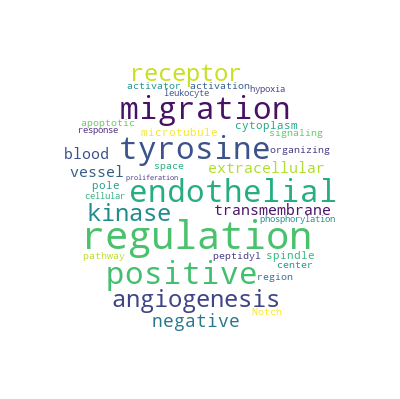 receptor
activator activation
leukocyte hypoxia
migration
apoptotic cytoplasm
response microtubule signaling
tyrosine
blood organizing
vessel space extracellular
pole proliferation
cellular endothelial
kinase transmembrane
phosphorylation
regulation
pathway peptidyl spindle
center
positive region
angiogenesis
negative Notch